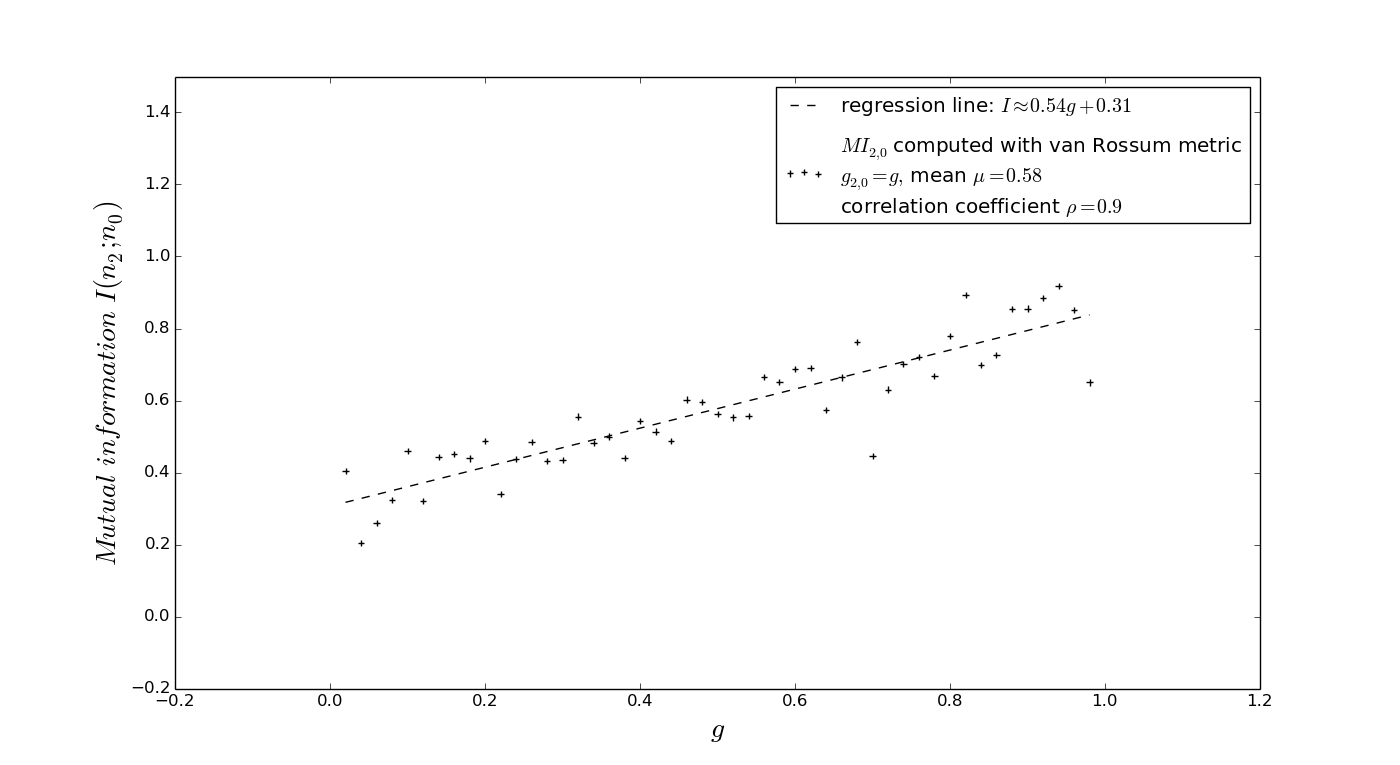 regression line: I≈0.54g+0.31
MI₂,₀ computed with van Rossum metric
g₂,₀=g, mean μ=0.58
correlation coefficient ρ=0.9
Mutual information I(n₂;n₀)
1.4
1.2
1.0
0.8
0.6
0.4
0.2
0.0
−0.2
−0.2 0.0 0.2 0.4 0.6 0.8 1.0 1.2
g